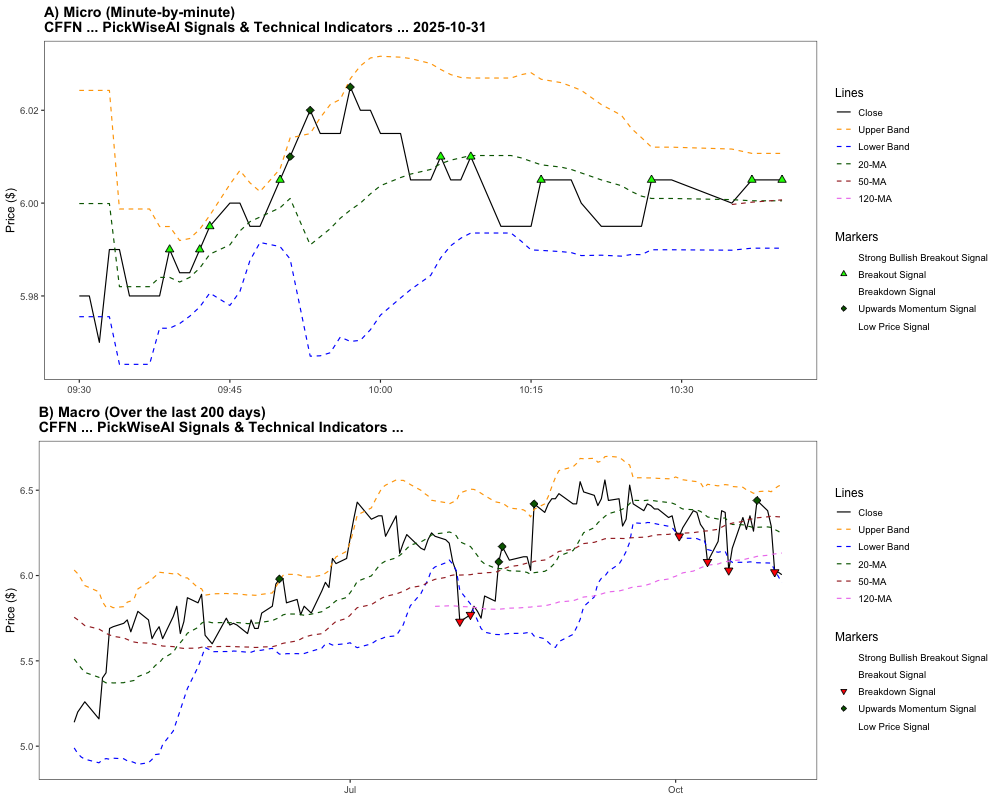 A) Micro (Minute-by-minute)
CFFN ... PickWiseAI Signals & Technical Indicators ... 2025-10-31
Price ($)
6.02
6.00
5.98
09:30
09:45
10:00
10:15
10:30
Lines
Close
Upper Band
Lower Band
20-MA
50-MA
120-MA
Markers
Strong Bullish Breakout Signal
Breakout Signal
Breakdown Signal
Upwards Momentum Signal
Low Price Signal
B) Macro (Over the last 200 days)
CFFN ... PickWiseAI Signals & Technical Indicators ...
Price ($)
6.5
6.0
5.5
5.0
Jul
Oct
Lines
Close
Upper Band
Lower Band
20-MA
50-MA
120-MA
Markers
Strong Bullish Breakout Signal
Breakout Signal
Breakdown Signal
Upwards Momentum Signal
Low Price Signal